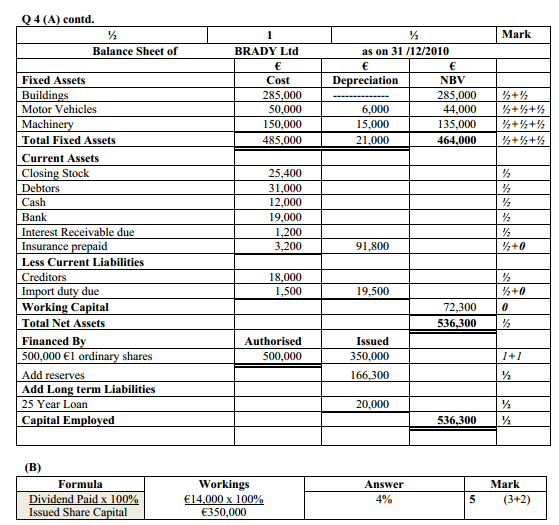 Q 4 (A) contd.
½ 1 ½ Mark
Balance Sheet of BRADY Ltd as on 31 /12/2010
€ € €
Fixed Assets Cost Depreciation NBV
Buildings 285,000 -------------- 285,000 ½+½
Motor Vehicles 50,000 6,000 44,000 ½+½+½
Machinery 150,000 15,000 135,000 ½+½+½
Total Fixed Assets 485,000 21,000 464,000 ½+½+½
Current Assets
Closing Stock 25,400 ½
Debtors 31,000 ½
Cash 12,000 ½
Bank 19,000 ½
Interest Receivable due 1,200 ½
Insurance prepaid 3,200 91,800 ½+0
Less Current Liabilities
Creditors 18,000 ½
Import duty due 1,500 19,500 ½+0
Working Capital 72,300 0
Total Net Assets 536,300 ½
Financed By Authorised Issued
500,000 €1 ordinary shares 500,000 350,000 1+1
Add reserves 166,300 ½
Add Long term Liabilities
25 Year Loan 20,000 ½
Capital Employed 536,300 ½
(B)
Formula Workings Answer Mark
Dividend Paid x 100% €14,000 x 100% 4% 5 (3+2)
Issued Share Capital €350,000